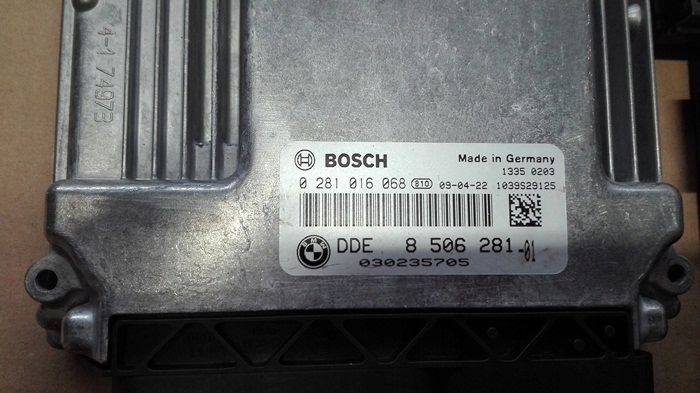 4-1 74973
BOSCH Made in Germany
1335 0203
0 281 016 068 810 09-04-22 1039S29125
BMW DDE 8 506 281-01
030235705